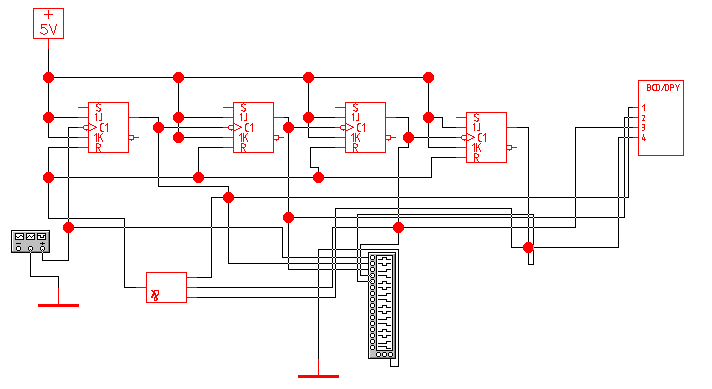 +
5V
S
1J
C1
1K
R
S
1J
C1
1K
R
S
1J
C1
1K
R
S
1J
C1
1K
R
BCD/DPY
1
2
3
4
- +
&